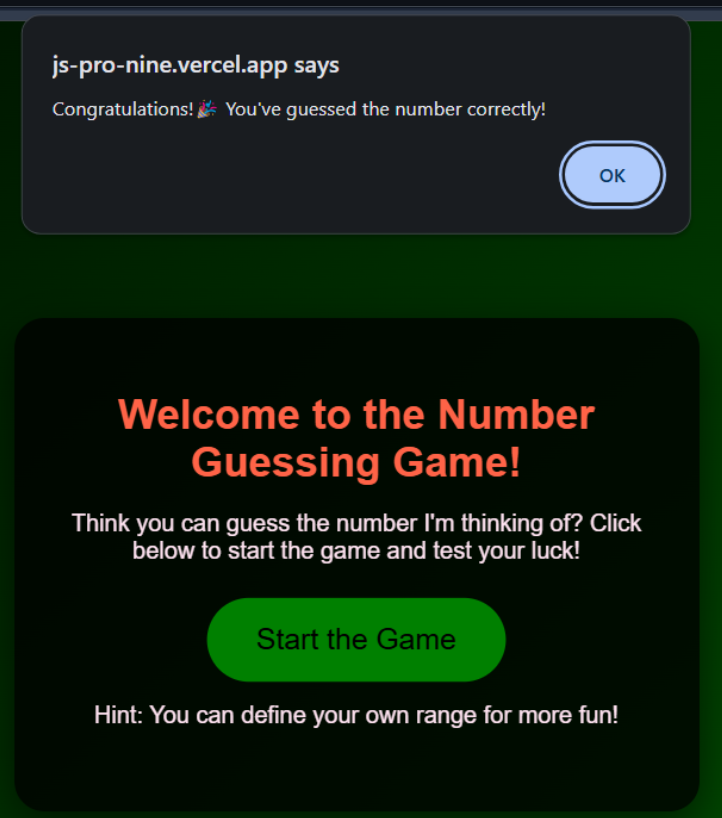 js-pro-nine.vercel.app says
Congratulations!🎉 You've guessed the number correctly!
OK
Welcome to the Number
Guessing Game!
Think you can guess the number I'm thinking of? Click
below to start the game and test your luck!
Start the Game
Hint: You can define your own range for more fun!